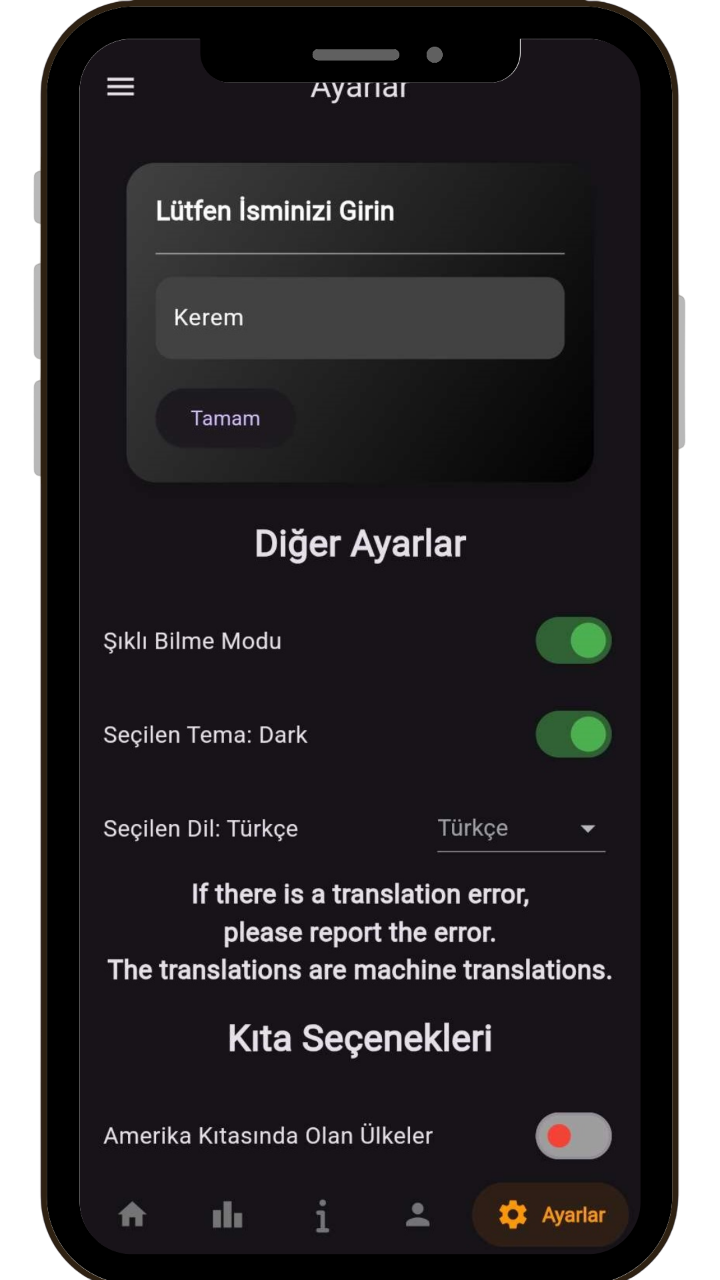 Ayarlar
Lütfen İsminizi Girin
Kerem
Tamam
Diğer Ayarlar
Şıklı Bilme Modu
Seçilen Tema: Dark
Seçilen Dil: Türkçe
Türkçe
If there is a translation error,
please report the error.
The translations are machine translations.
Kıta Seçenekleri
Amerika Kıtasında Olan Ülkeler
Ayarlar